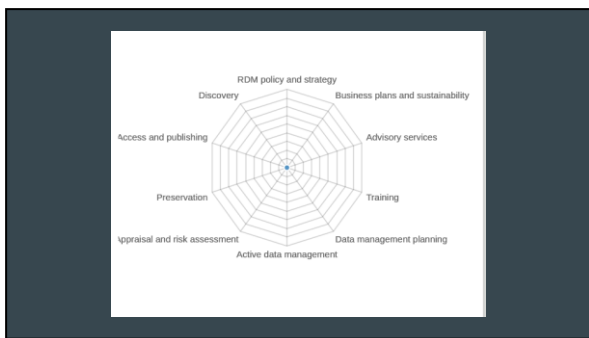 RDM policy and strategy
Discovery
Business plans and sustainability
Access and publishing
Advisory services
Preservation
Training
Appraisal and risk assessment
Data management planning
Active data management